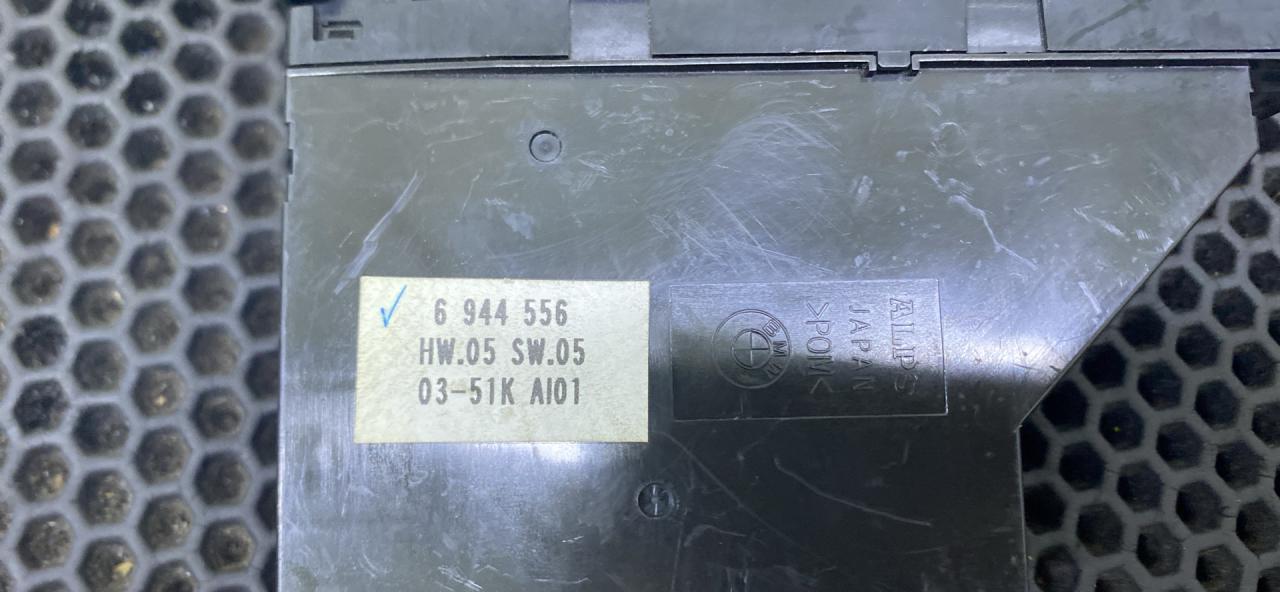 6 944 556
HW.05 SW.05
03-51K AI01
BMW
ALPS
JAPAN
>POM<